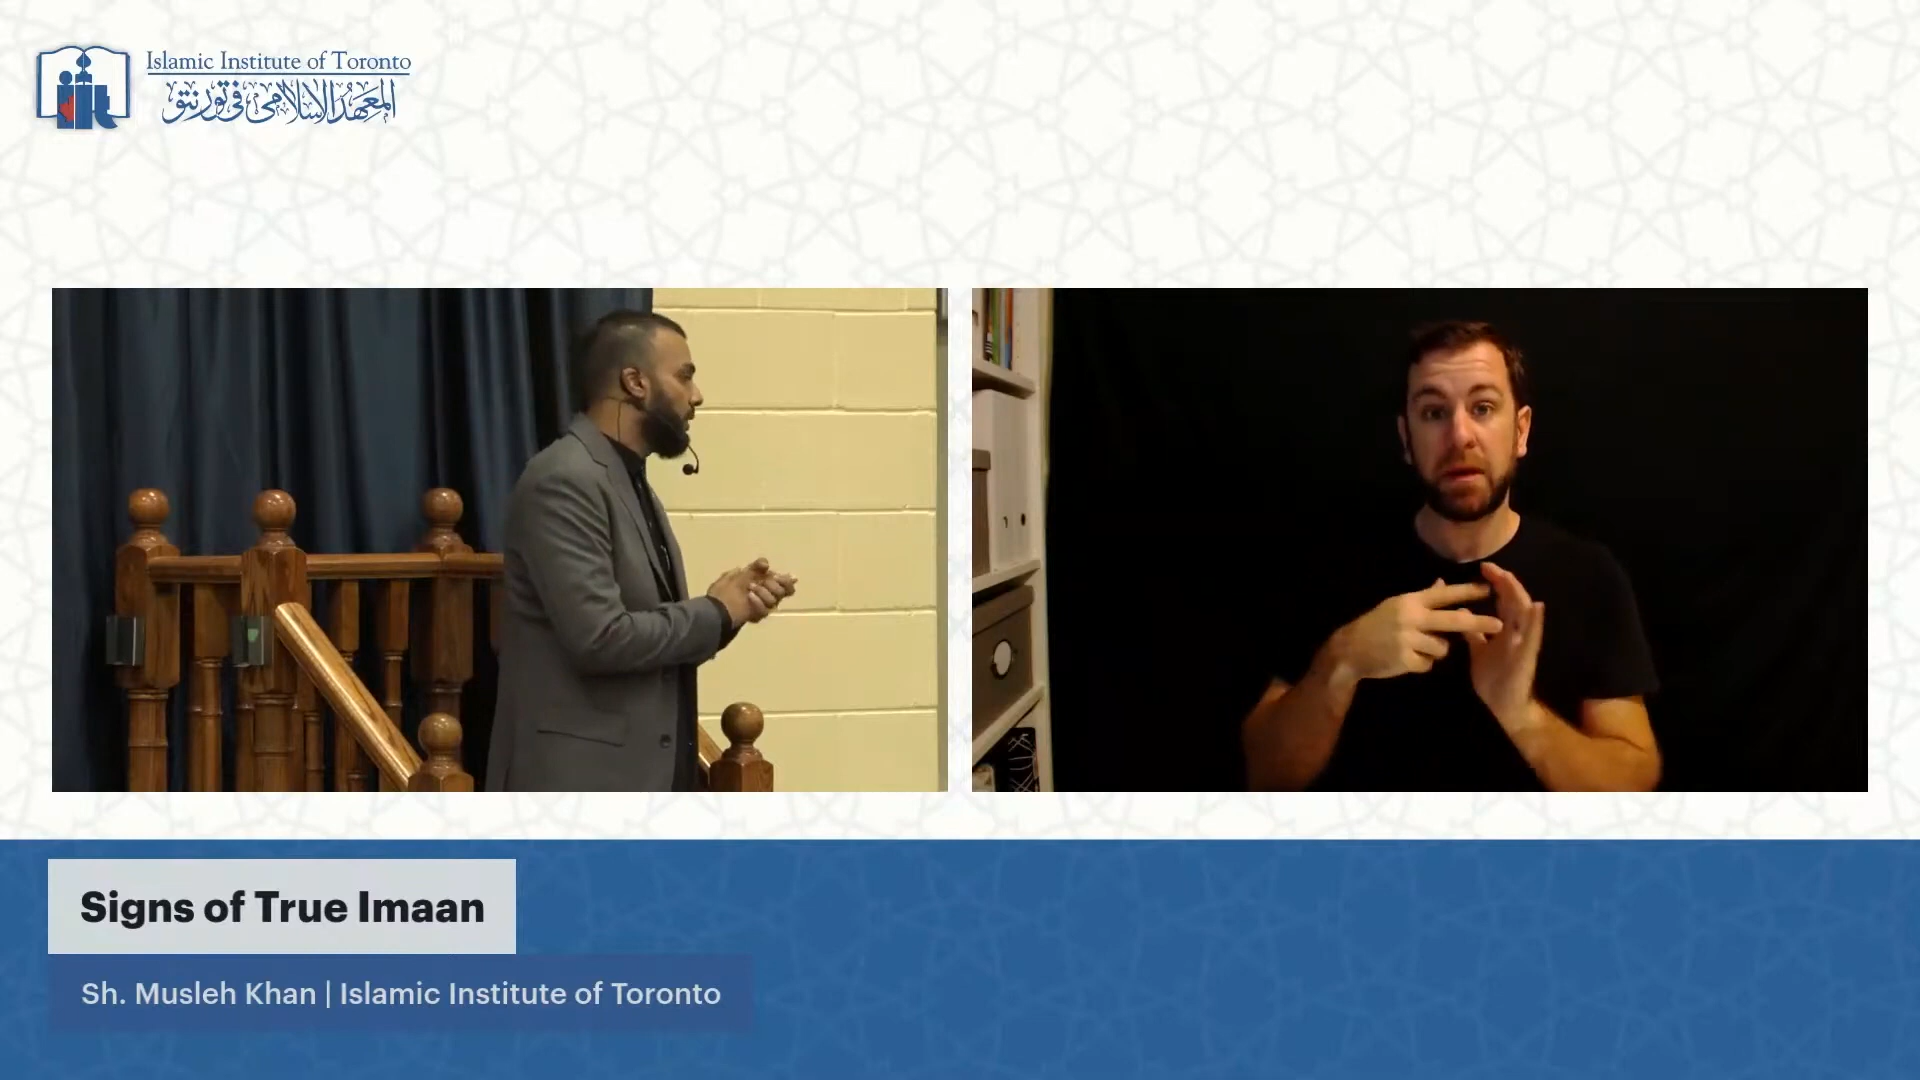 Islamic Institute of Toronto
المعهد الإسلامي في تورنتو
Signs of True Imaan
Sh. Musleh Khan | Islamic Institute of Toronto